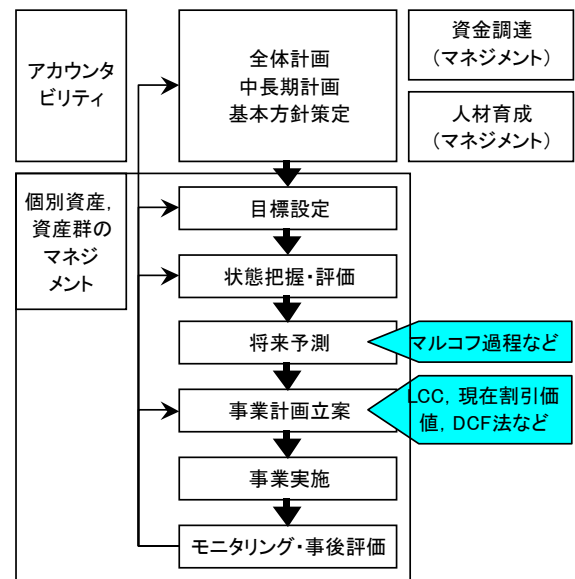 アカウンタ
ビリティ
全体計画
中長期計画
基本方針策定
資金調達
(マネジメント)
人材育成
(マネジメント)
個別資産,
資産群の
マネジ
メント
目標設定
状態把握・評価
将来予測
マルコフ過程など
事業計画立案
LCC, 現在割引価
値, DCF法など
事業実施
モニタリング・事後評価